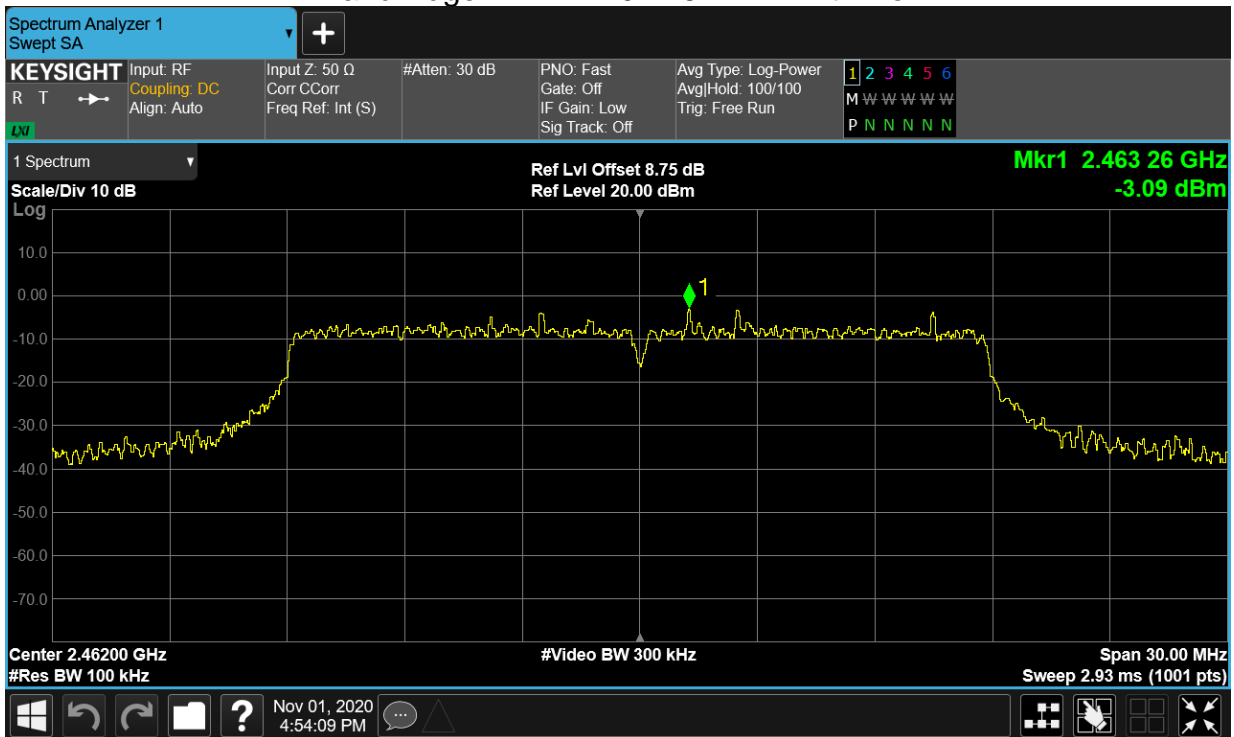 Spectrum Analyzer 1
Swept SA
+
KEYSIGHT
R T
LXI
Input: RF
Coupling: DC
Align: Auto
Input Z: 50 Ω
Corr CCorr
Freq Ref: Int (S)
#Atten: 30 dB
PNO: Fast
Gate: Off
IF Gain: Low
Sig Track: Off
Avg Type: Log-Power
Avg|Hold: 100/100
Trig: Free Run
1 2 3 4 5 6
M W W W W W
P N N N N N
1 Spectrum
Scale/Div 10 dB
Log
Ref Lvl Offset 8.75 dB
Ref Level 20.00 dBm
Mkr1 2.463 26 GHz
-3.09 dBm
10.0
0.00
-10.0
-20.0
-30.0
-40.0
-50.0
-60.0
-70.0
1
Center 2.46200 GHz
#Res BW 100 kHz
#Video BW 300 kHz
Span 30.00 MHz
Sweep 2.93 ms (1001 pts)
?
Nov 01, 2020
4:54:09 PM